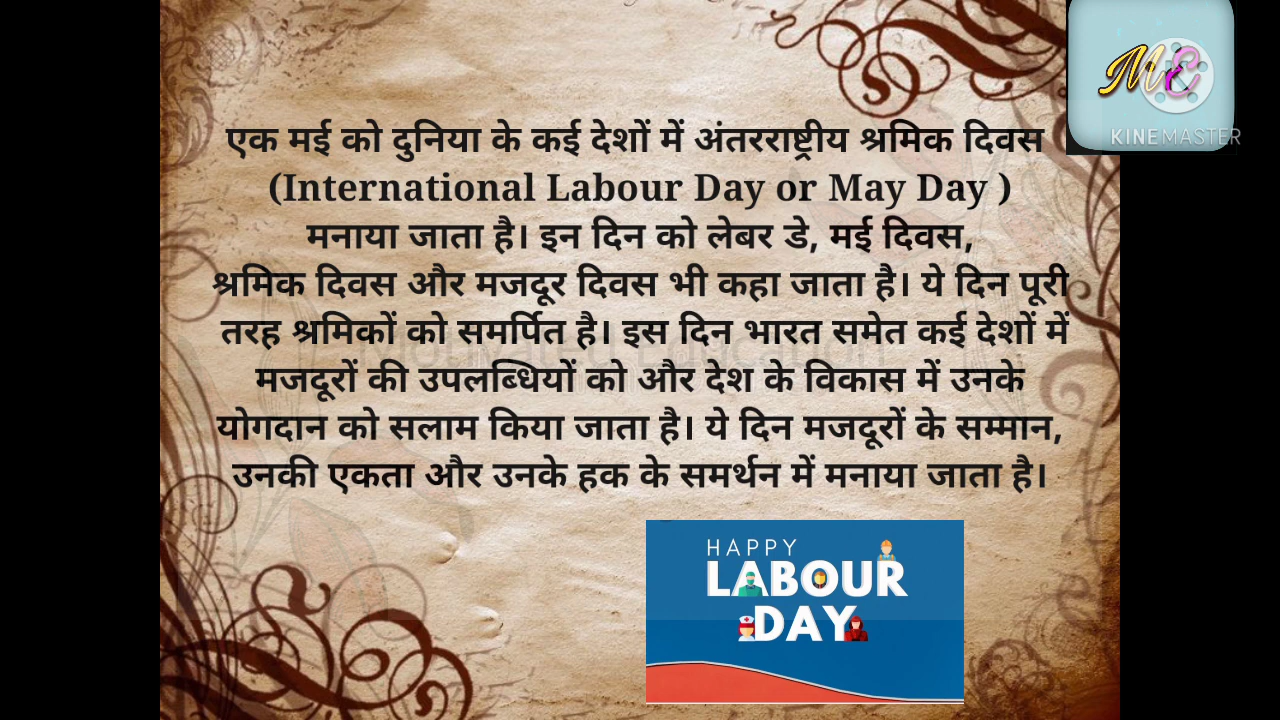 ME
KINEMASTER
एक मई को दुनिया के कई देशों में अंतरराष्ट्रीय श्रमिक दिवस
(International Labour Day or May Day )
मनाया जाता है। इन दिन को लेबर डे, मई दिवस,
श्रमिक दिवस और मजदूर दिवस भी कहा जाता है। ये दिन पूरी
तरह श्रमिकों को समर्पित है। इस दिन भारत समेत कई देशों में
मजदूरों की उपलब्धियों को और देश के विकास में उनके
योगदान को सलाम किया जाता है। ये दिन मजदूरों के सम्मान,
उनकी एकता और उनके हक के समर्थन में मनाया जाता है।
HAPPY
LABOUR
DAY